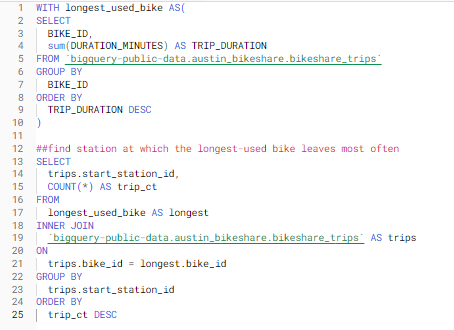 1 WITH longest_used_bike AS(
2 SELECT
3 BIKE_ID,
4 sum(DURATION_MINUTES) AS TRIP_DURATION
5 FROM `bigquery-public-data.austin_bikeshare.bikeshare_trips`
6 GROUP BY
7 BIKE_ID
8 ORDER BY
9 TRIP_DURATION DESC
10 )
11
12 ##find station at which the longest-used bike leaves most often
13 SELECT
14 trips.start_station_id,
15 COUNT(*) AS trip_ct
16 FROM
17 longest_used_bike AS longest
18 INNER JOIN
19 `bigquery-public-data.austin_bikeshare.bikeshare_trips` AS trips
20 ON
21 trips.bike_id = longest.bike_id
22 GROUP BY
23 trips.start_station_id
24 ORDER BY
25 trip_ct DESC